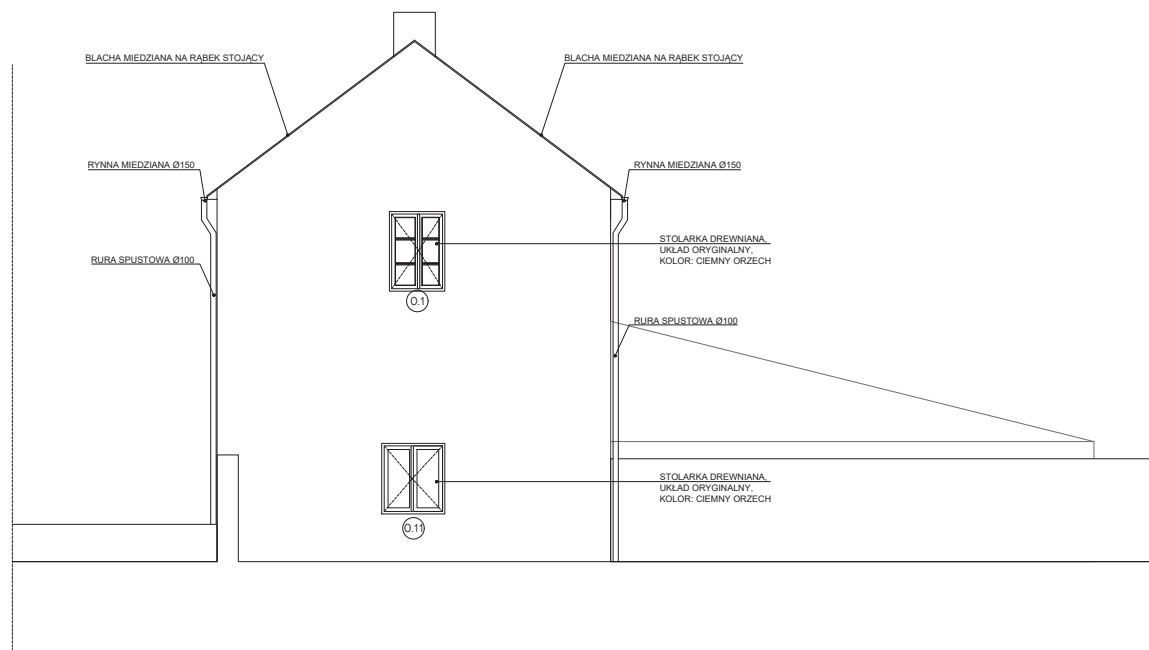 BLACHA MIEDZIANA NA RĄBEK STOJĄCY
BLACHA MIEDZIANA NA RĄBEK STOJĄCY
RYNNA MIEDZIANA Ø150
RYNNA MIEDZIANA Ø150
STOLARKA DREWNIANA,
UKŁAD ORYGINALNY,
KOLOR: CIEMNY ORZECH
RURA SPUSTOWA Ø100
O.1
RURA SPUSTOWA Ø100
STOLARKA DREWNIANA,
UKŁAD ORYGINALNY,
KOLOR: CIEMNY ORZECH
O.11